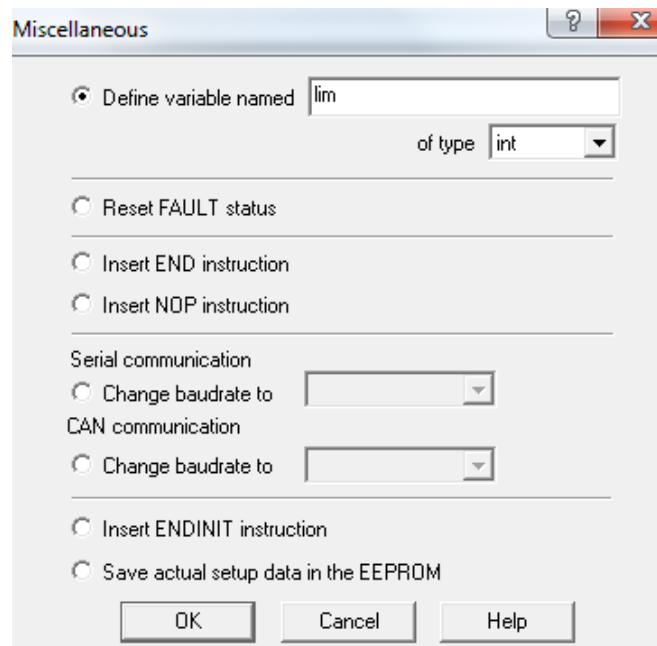 Miscellaneous
Define variable named lim
of type int
Reset FAULT status
Insert END instruction
Insert NOP instruction
Serial communication
Change baudrate to
CAN communication
Change baudrate to
Insert ENDINIT instruction
Save actual setup data in the EEPROM
OK Cancel Help